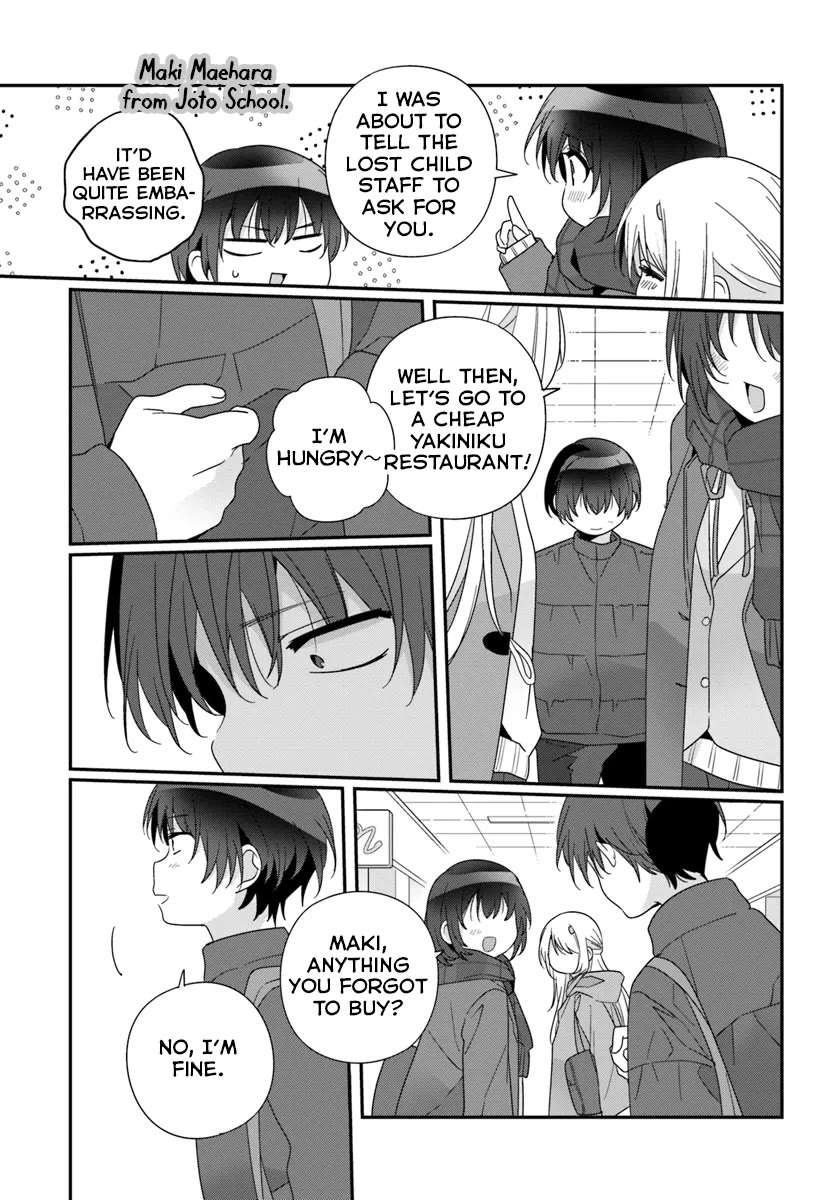 I WAS
ABOUT TO
TELL THE
LOST CHILD
STAFF TO
ASK FOR
YOU.
Maki Maehara
from Joto School.
IT'D
HAVE BEEN
QUITE EMBA-
RRASSING.
WELL THEN,
LET'S GO TO
A CHEAP
YAKINIKU
RESTAURANT!
I'M
HUNGRY~
MAKI,
ANYTHING
YOU FORGOT
TO BUY?
NO, I'M
FINE.